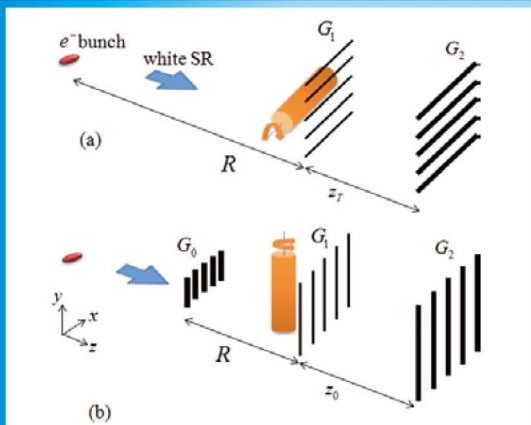 e⁻ bunch
white SR
G₁
G₂
(a)
R
z_T
G₀
G₁
G₂
y
x
z
R
z₀
(b)